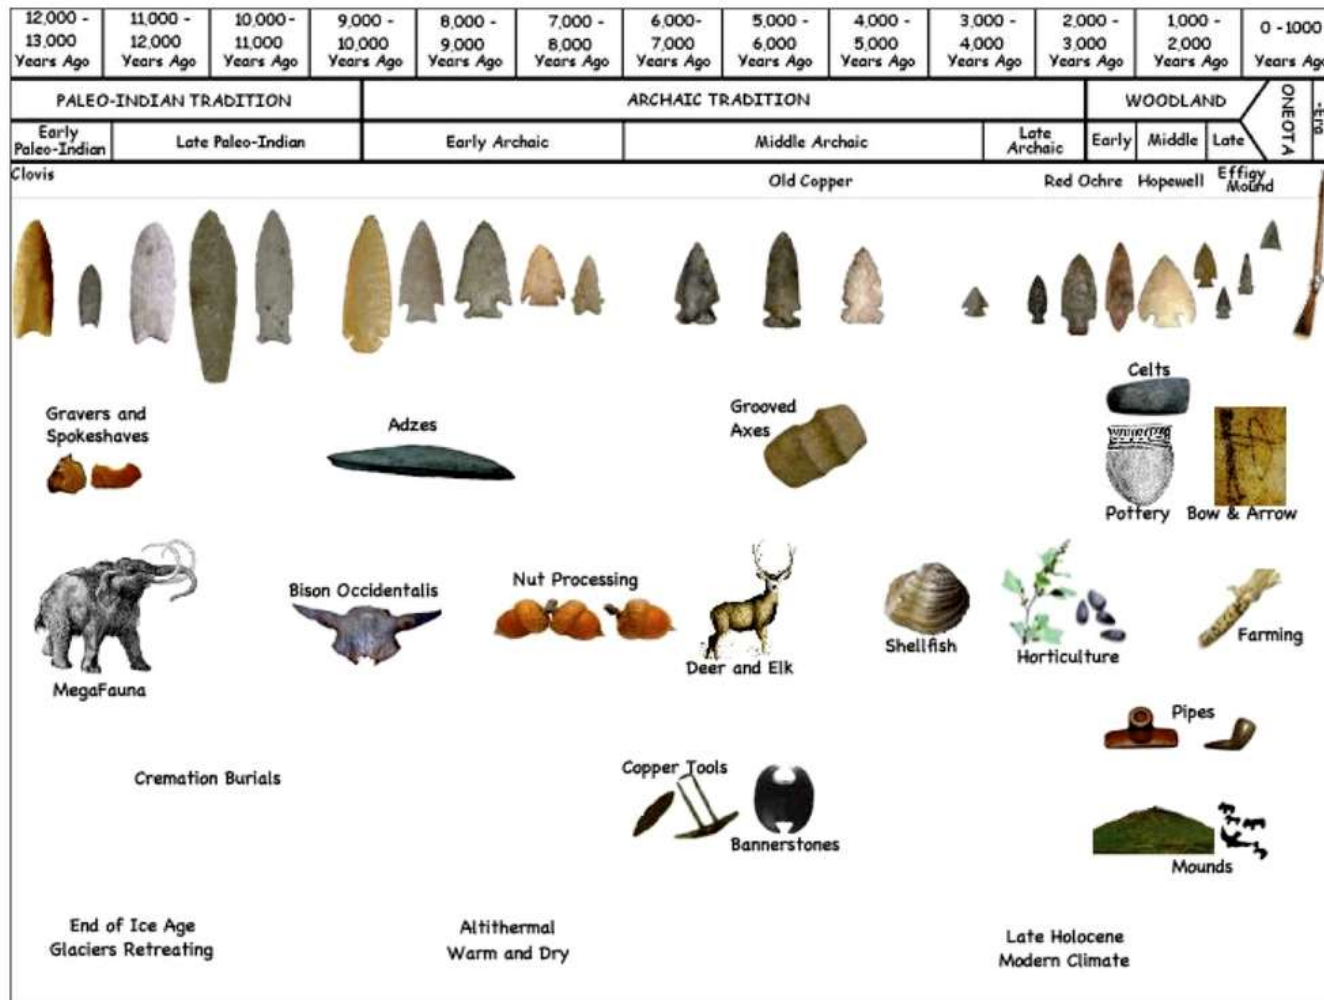 12,000 -
13,000
Years Ago
11,000 -
12,000
Years Ago
10,000 -
11,000
Years Ago
9,000 -
10,000
Years Ago
8,000 -
9,000
Years Ago
7,000 -
8,000
Years Ago
6,000-
7,000
Years Ago
5,000 -
6,000
Years Ago
4,000 -
5,000
Years Ago
3,000 -
4,000
Years Ago
2,000 -
3,000
Years Ago
1,000 -
2,000
Years Ago
0 -1000
Years Ago
PALEO-INDIAN TRADITION
ARCHAIC TRADITION
WOODLAND
ONEOTA
-Era
Early
Paleo-Indian
Late Paleo-Indian
Early Archaic
Middle Archaic
Late
Archaic
Early
Middle
Late
Clovis
Old Copper
Red Ochre
Hopewell
Effigy
Mound
Celts
Gravers and
Spokeshaves
Adzes
Grooved
Axes
Pottery
Bow & Arrow
MegaFauna
Bison Occidentalis
Nut Processing
Deer and Elk
Shellfish
Horticulture
Farming
Pipes
Cremation Burials
Copper Tools
Bannerstones
Mounds
End of Ice Age
Glaciers Retreating
Altithermal
Warm and Dry
Late Holocene
Modern Climate